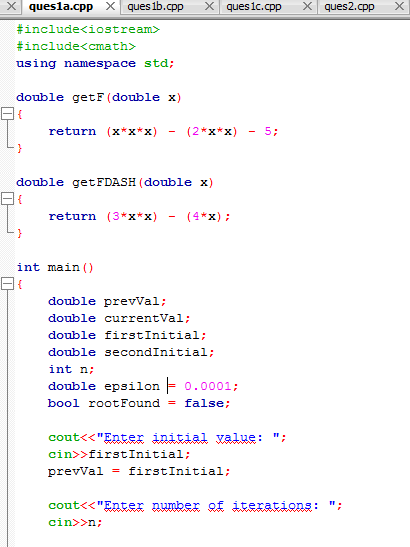 ques1a.cpp ques1b.cpp ques1c.cpp ques2.cpp
#include<iostream>
#include<cmath>
using namespace std;
double getF(double x)
{
return (x*x*x) - (2*x*x) - 5;
}
double getFDASH(double x)
{
return (3*x*x) - (4*x);
}
int main()
{
double prevVal;
double currentVal;
double firstInitial;
double secondInitial;
int n;
double epsilon = 0.0001;
bool rootFound = false;
cout<<"Enter initial value: ";
cin>>firstInitial;
prevVal = firstInitial;
cout<<"Enter number of iterations: ";
cin>>n;